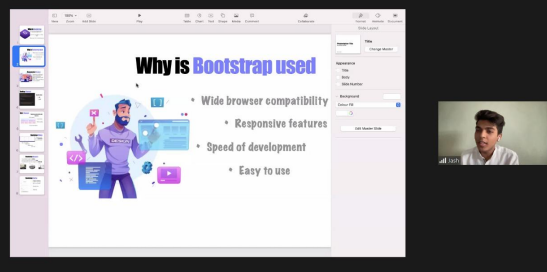 Why is Bootstrap used
• Wide browser compatibility
• Responsive features
• Speed of development
• Easy to use
View
Zoom
Add Slide
Play
Table
Chart
Text
Shape
Media
Comment
Collaborate
Format
Animate
Document
Slide Layout
Title
Change Master
Appearance
Title
Body
Slide Number
Background
Colour Fill
Edit Master Slide
Jash